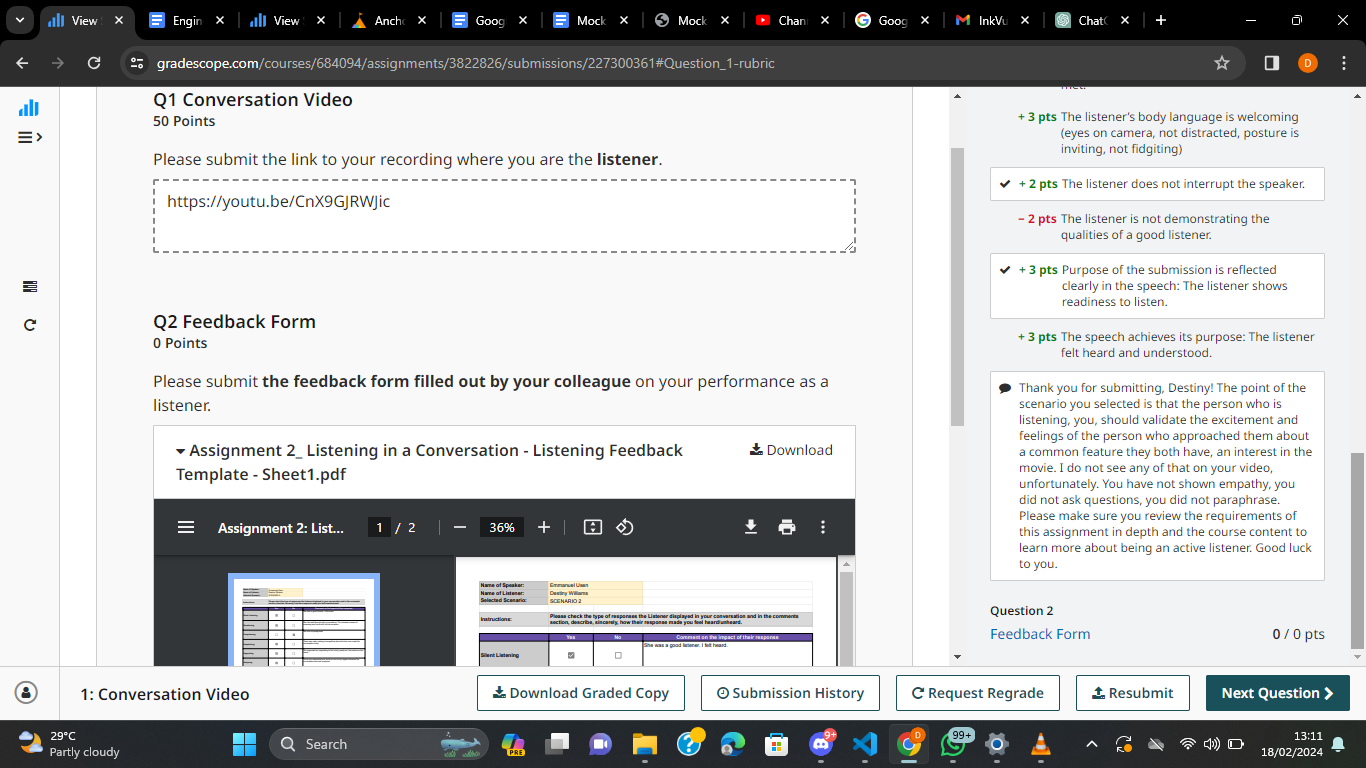 View
Engin
View
Anch
Goog
Mock
Mock
Chan
Goog
InkVu
ChatG
gradescope.com/courses/684094/assignments/3822826/submissions/227300361#Question_1-rubric
D
Q1 Conversation Video
50 Points
Please submit the link to your recording where you are the listener.
https://youtu.be/CnX9GJRWJic
Q2 Feedback Form
0 Points
Please submit the feedback form filled out by your colleague on your performance as a
listener.
Assignment 2_ Listening in a Conversation - Listening Feedback
Template - Sheet1.pdf
Download
Assignment 2: List...
1 / 2
36%
Name of Speaker: Emmanuel Usen
Name of Listener: Destiny Williams
Selected Scenario: SCENARIO 2
Instructions: Please check the type of responses the Listener displayed in your conversation and in the comments
section, describe, sincerely, how their response made you feel heard/unheard.
Yes No Comment on the impact of their response
Silent Listening
She was a good listener. I felt heard.
met.
+ 3 pts The listener's body language is welcoming
(eyes on camera, not distracted, posture is
inviting, not fidgiting)
+ 2 pts The listener does not interrupt the speaker.
− 2 pts The listener is not demonstrating the
qualities of a good listener.
+ 3 pts Purpose of the submission is reflected
clearly in the speech: The listener shows
readiness to listen.
+ 3 pts The speech achieves its purpose: The listener
felt heard and understood.
Thank you for submitting, Destiny! The point of the
scenario you selected is that the person who is
listening, you, should validate the excitement and
feelings of the person who approached them about
a common feature they both have, an interest in the
movie. I do not see any of that on your video,
unfortunately. You have not shown empathy, you
did not ask questions, you did not paraphrase.
Please make sure you review the requirements of
this assignment in depth and the course content to
learn more about being an active listener. Good luck
to you.
Question 2
Feedback Form
0 / 0 pts
1: Conversation Video
Download Graded Copy
Submission History
Request Regrade
Resubmit
Next Question
29°C
Partly cloudy
Search
PRE
9+
D
99+
13:11
18/02/2024